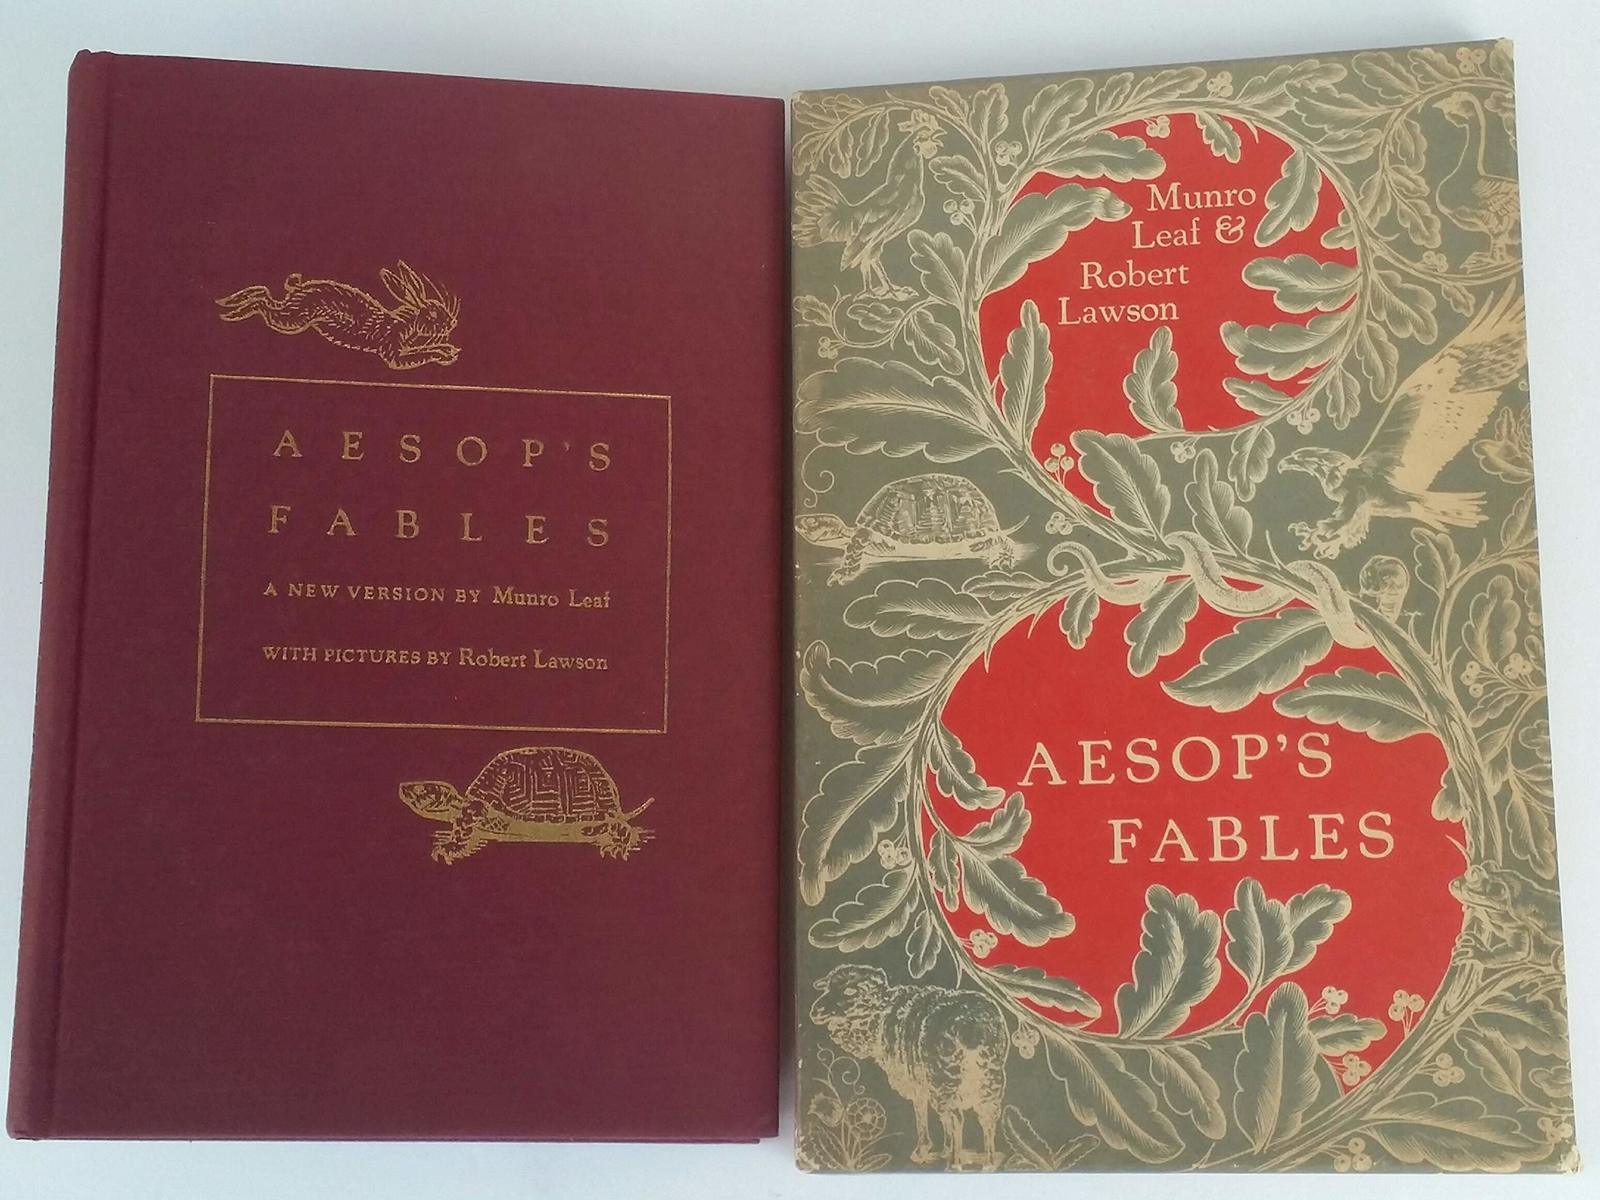 AESOP'S
FABLES
A NEW VERSION BY Munro Leaf
WITH PICTURES BY Robert Lawson
Munro
Leaf &
Robert
Lawson
AESOP'S
FABLES